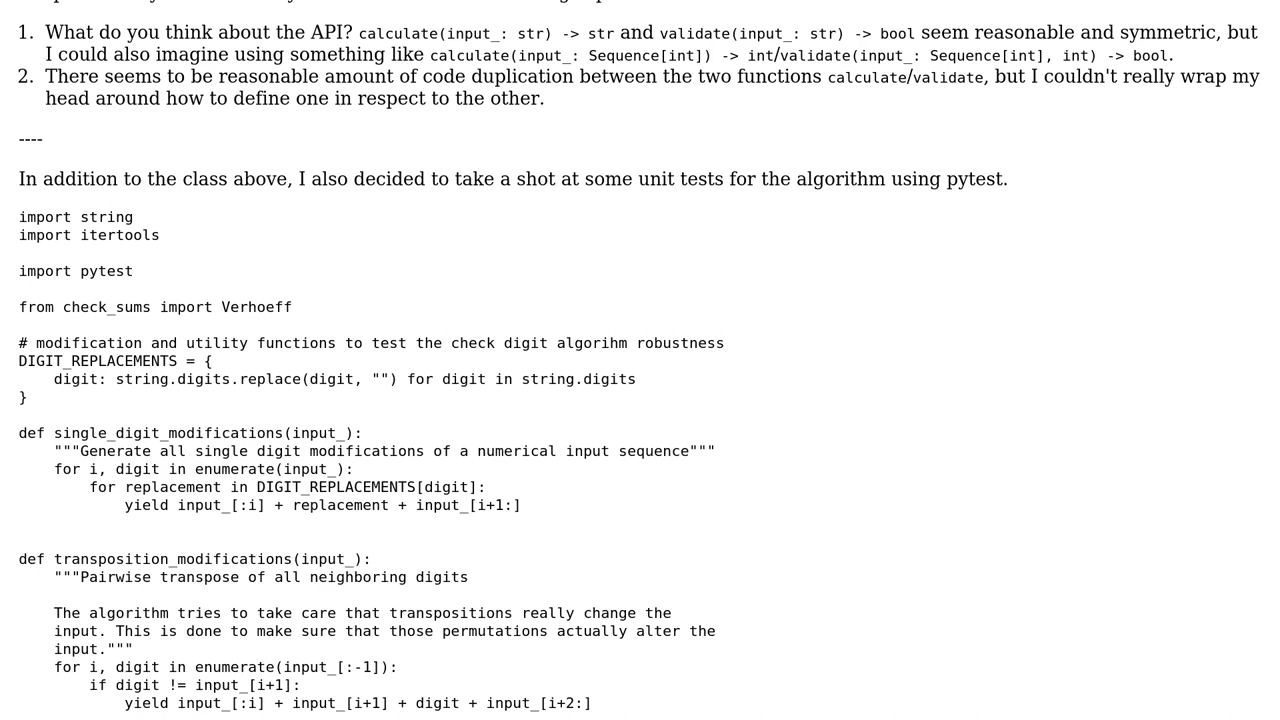 1. What do you think about the API? calculate(input_: str) -> str and validate(input_: str) -> bool seem reasonable and symmetric, but
I could also imagine using something like calculate(input_: Sequence[int]) -> int/validate(input_: Sequence[int], int) -> bool.
2. There seems to be reasonable amount of code duplication between the two functions calculate/validate, but I couldn't really wrap my
head around how to define one in respect to the other.
----
In addition to the class above, I also decided to take a shot at some unit tests for the algorithm using pytest.
import string
import itertools
import pytest
from check_sums import Verhoeff
# modification and utility functions to test the check digit algorihm robustness
DIGIT_REPLACEMENTS = {
    digit: string.digits.replace(digit, "") for digit in string.digits
}
def single_digit_modifications(input_):
    """Generate all single digit modifications of a numerical input sequence"""
    for i, digit in enumerate(input_):
        for replacement in DIGIT_REPLACEMENTS[digit]:
            yield input_[:i] + replacement + input_[i+1:]
def transposition_modifications(input_):
    """Pairwise transpose of all neighboring digits
    The algorithm tries to take care that transpositions really change the
    input. This is done to make sure that those permutations actually alter the
    input."""
    for i, digit in enumerate(input_[:-1]):
        if digit != input_[i+1]:
            yield input_[:i] + input_[i+1] + digit + input_[i+2:]